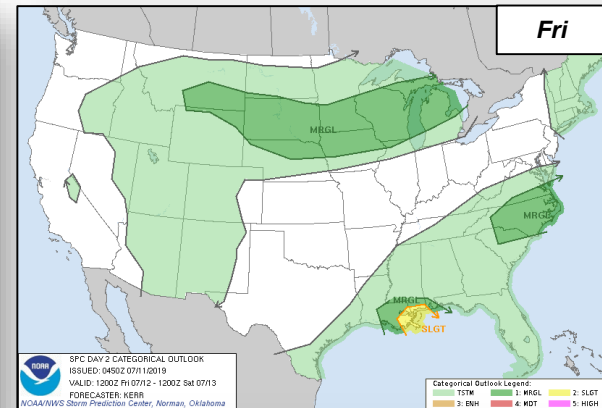 Fri
MRGL
MRGL
MRGL
SLGT
NOAA
SPC DAY 2 CATEGORICAL OUTLOOK
ISSUED: 0450Z 07/11/2019
VALID: 1200Z Fri 07/12 - 1200Z Sat 07/13
FORECASTER: KERR
NOAA/NWS Storm Prediction Center, Norman, Oklahoma
Categorical Outlook Legend:
TSTM 1: MRGL 2: SLGT
3: ENH 4: MDT 5: HIGH